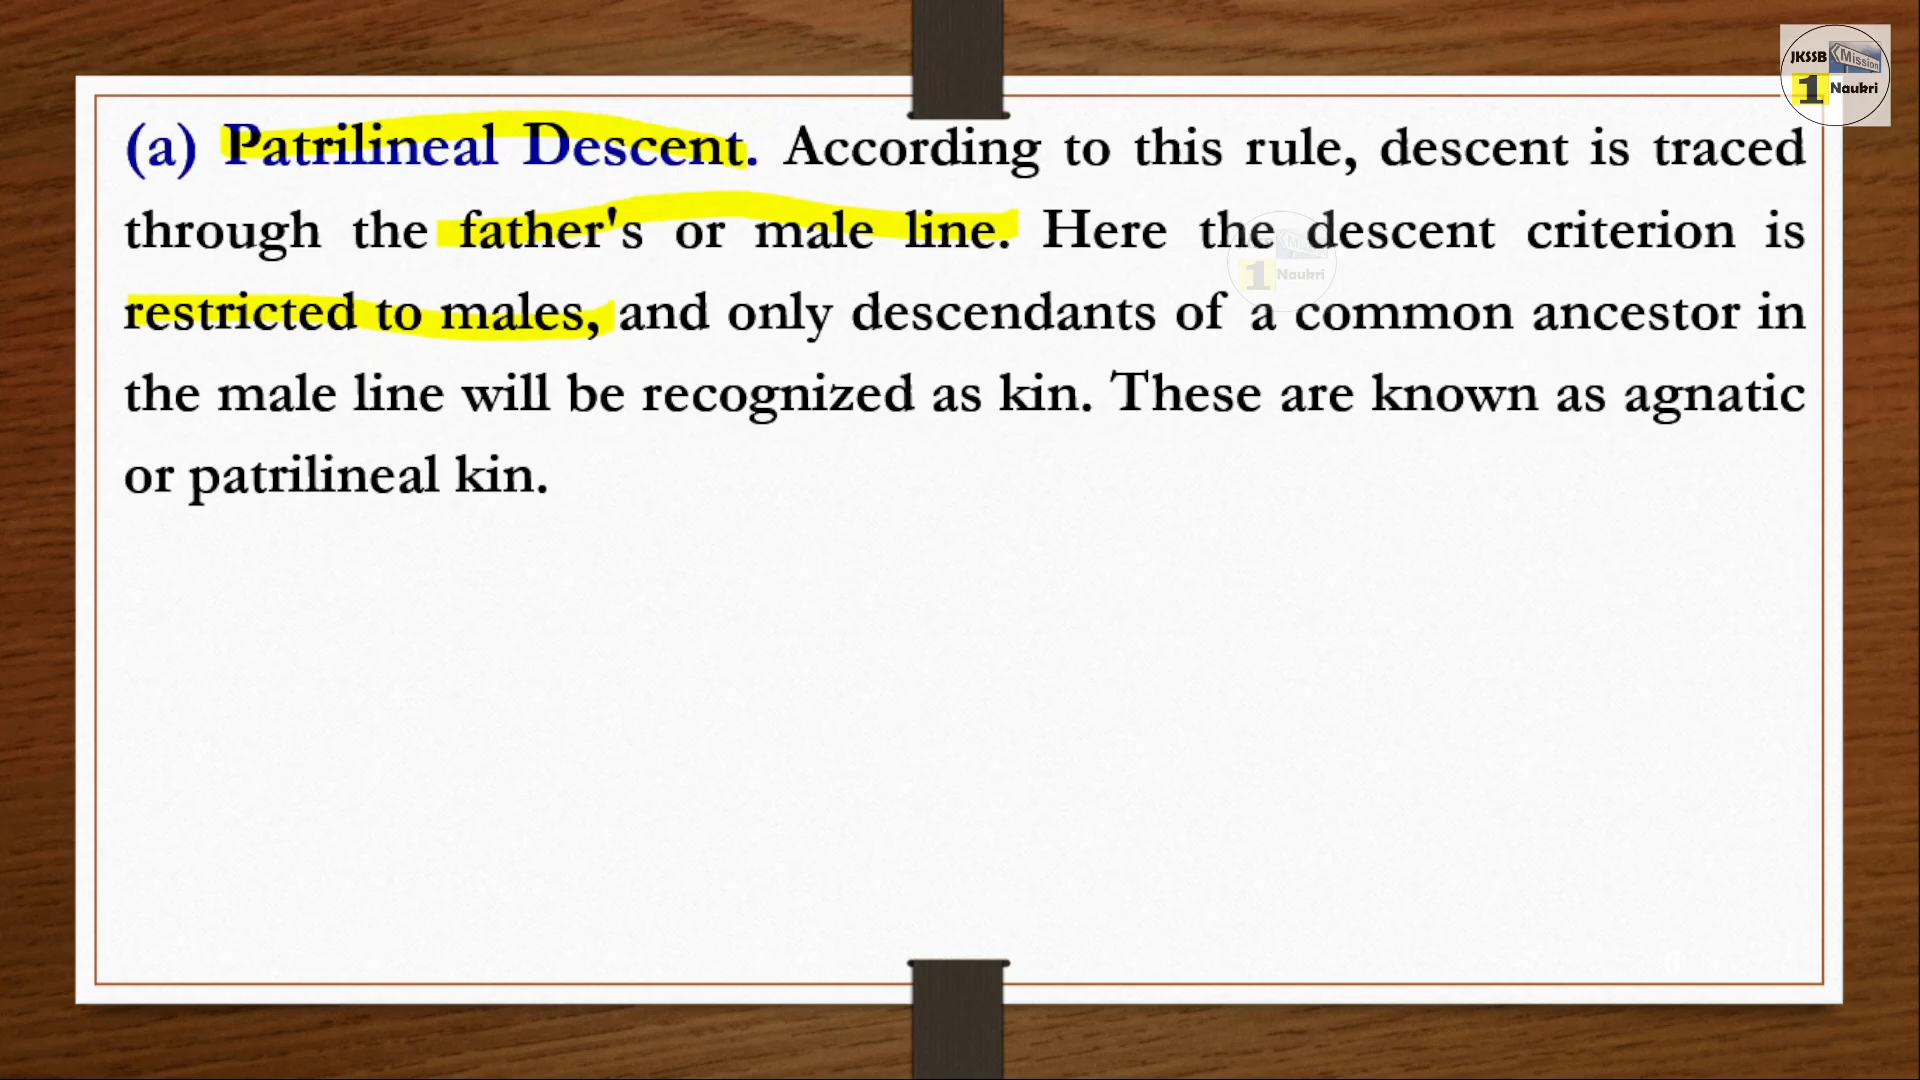 JKSSB Mission
1 Naukri
(a) Patrilineal Descent. According to this rule, descent is traced
through the father's or male line. Here the descent criterion is
restricted to males, and only descendants of a common ancestor in
the male line will be recognized as kin. These are known as agnatic
or patrilineal kin.
1 Naukri